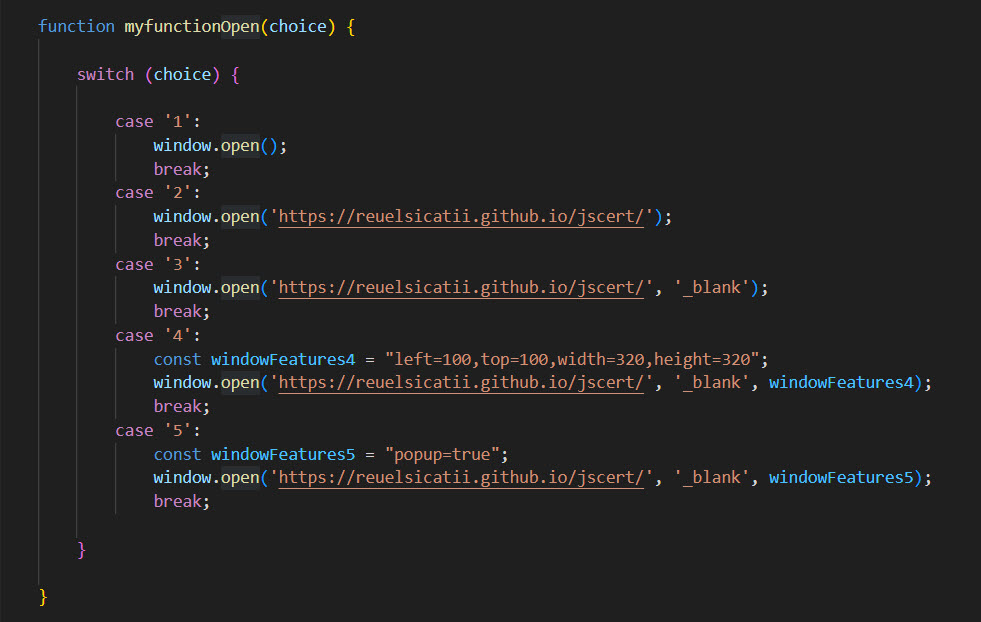 function myfunctionOpen(choice) {
switch (choice) {
case '1':
window.open();
break;
case '2':
window.open('https://reuelsicatii.github.io/jscert/');
break;
case '3':
window.open('https://reuelsicatii.github.io/jscert/', '_blank');
break;
case '4':
const windowFeatures4 = "left=100,top=100,width=320,height=320";
window.open('https://reuelsicatii.github.io/jscert/', '_blank', windowFeatures4);
break;
case '5':
const windowFeatures5 = "popup=true";
window.open('https://reuelsicatii.github.io/jscert/', '_blank', windowFeatures5);
break;
}
}